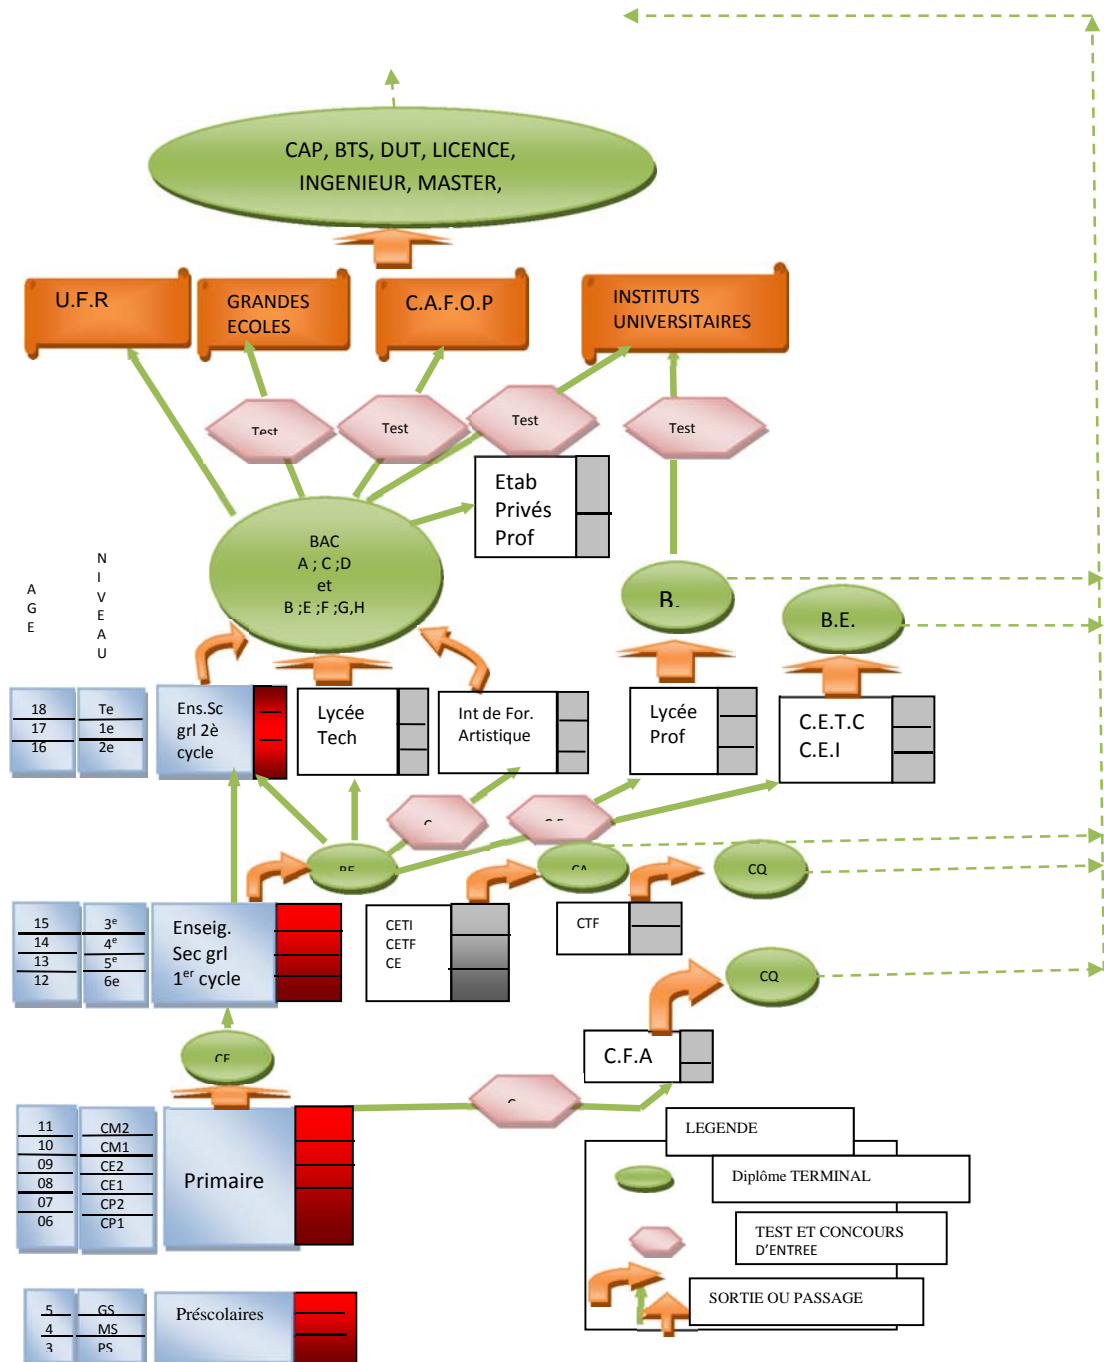 CAP, BTS, DUT, LICENCE,
INGENIEUR, MASTER,
U.F.R
GRANDES
ECOLES
C.A.F.O.P
INSTITUTS
UNIVERSITAIRES
Test
Test
Test
Test
Etab
Privés
Prof
BAC
A ; C ;D
et
B ;E ;F ;G,H
B.
B.E.
AGE
NIVEAU
18
17
16
Te
1e
2e
Ens.Sc
grl 2è
cycle
Lycée
Tech
Int de For.
Artistique
Lycée
Prof
C.E.T.C
C.E.I
CQ
15
14
13
12
3e
4e
5e
6e
Enseig.
Sec grl
1er cycle
CETI
CETF
CE
CTF
CQ
C.F.A
11
10
09
08
07
06
CM2
CM1
CE2
CE1
CP2
CP1
Primaire
LEGENDE
Diplôme TERMINAL
TEST ET CONCOURS
D'ENTREE
SORTIE OU PASSAGE
5
4
3
GS
MS
PS
Préscolaires